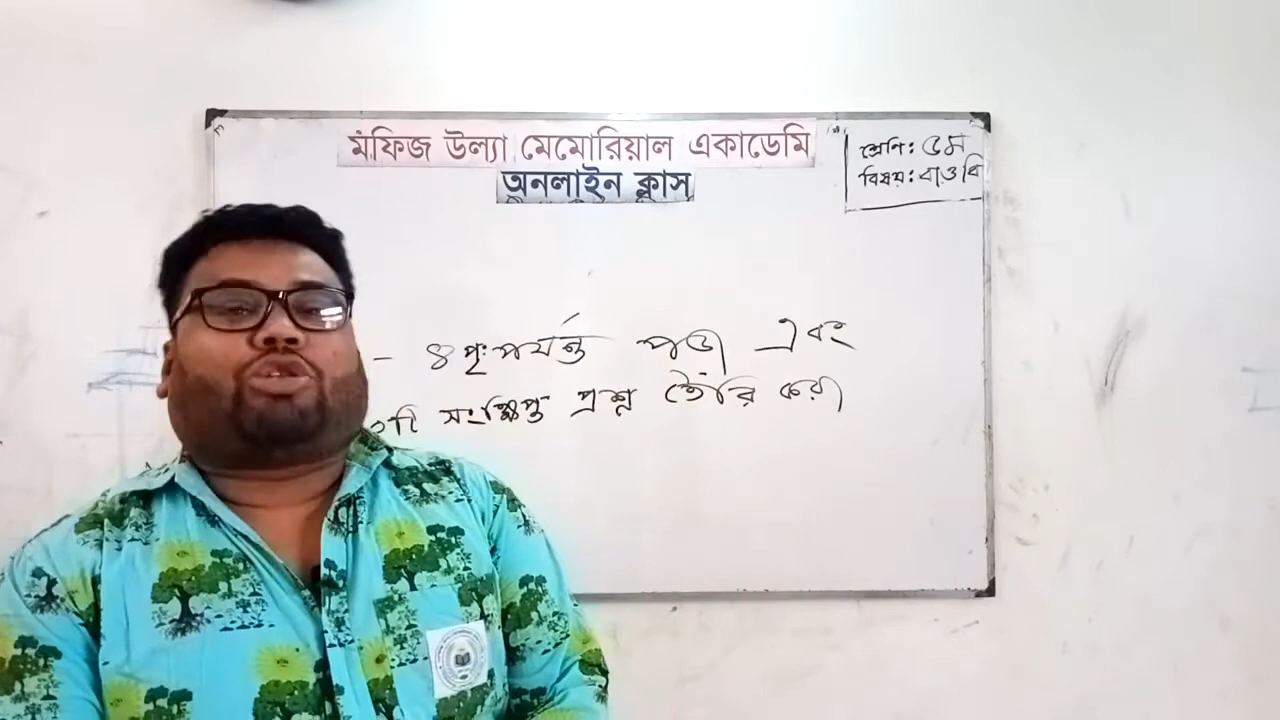 মফিজ উল্যা মেমোরিয়াল একাডেমি
অনলাইন ক্লাস
শ্রেণি: ৫ম
বিষয়: বাওবি
- ৪পৃঃ পর্যন্ত পড়া এবং
টি সংক্ষিপ্ত প্রশ্ন তৈরি করা